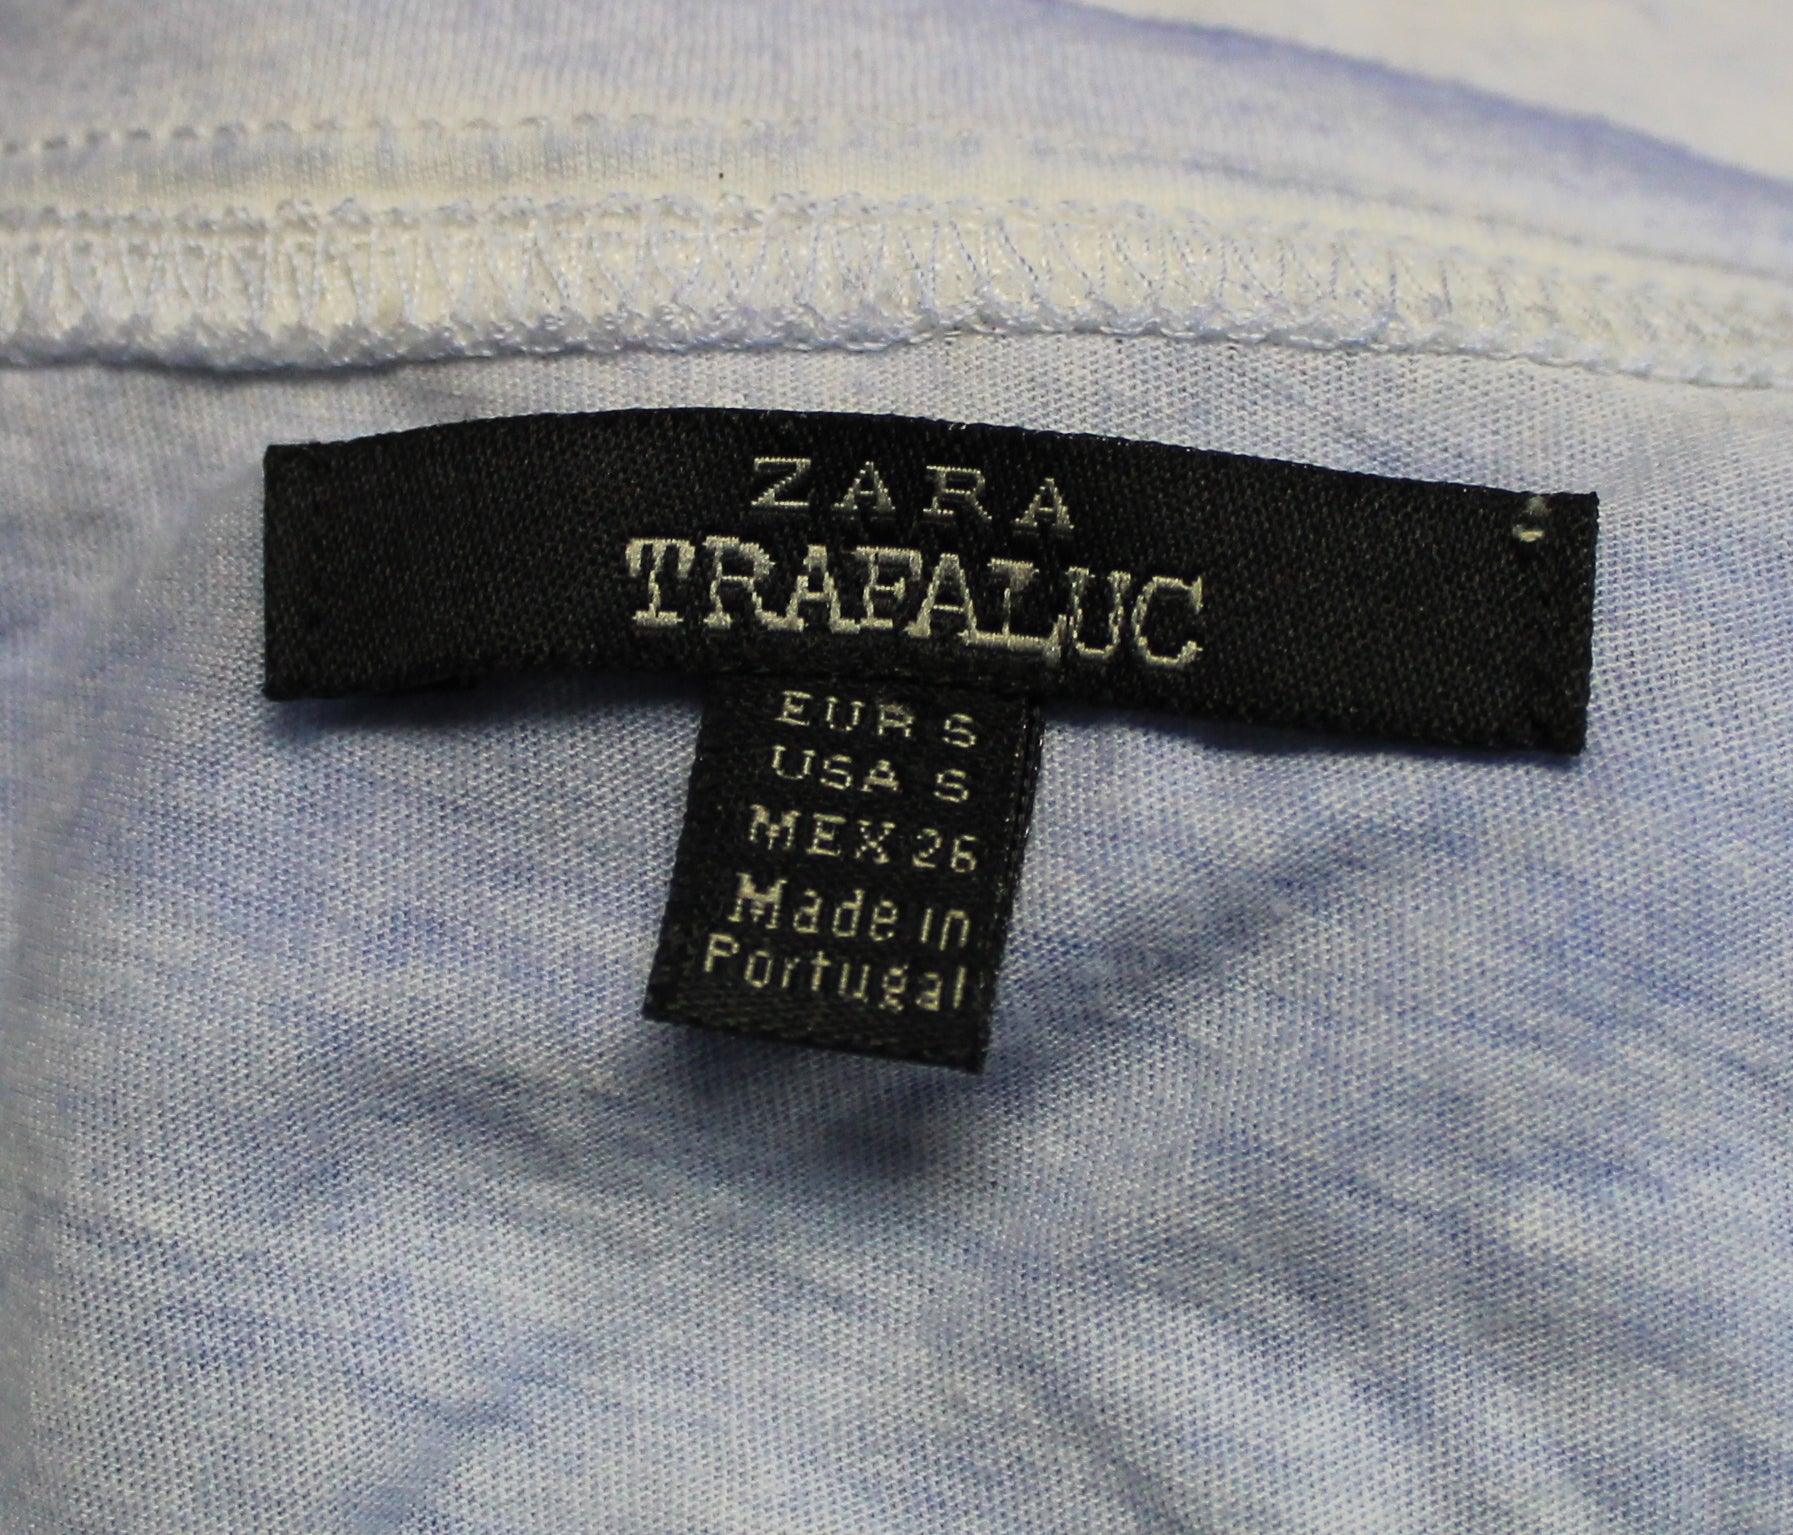 ZARA
TRAFALUC
EUR S
USA S
MEX 26
Made in
Portugal